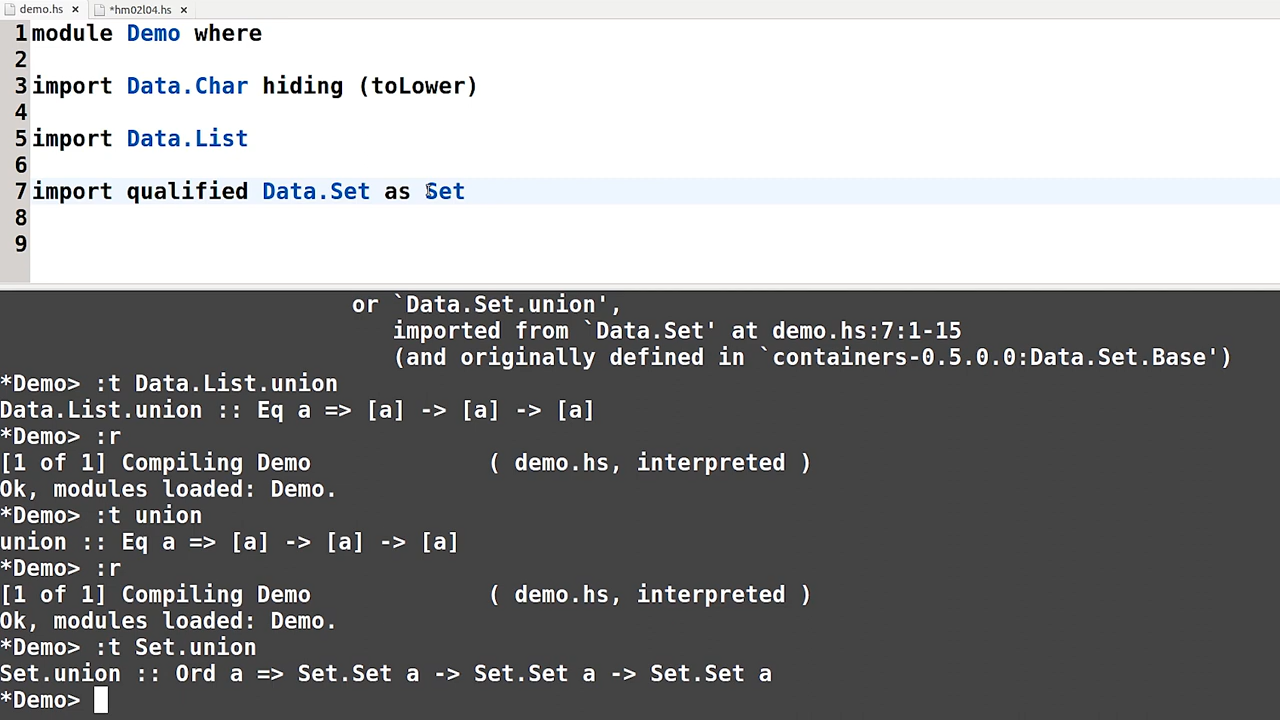 demo.hs × *hm02l04.hs ×
1 module Demo where
2
3 import Data.Char hiding (toLower)
4
5 import Data.List
6
7 import qualified Data.Set as Set
8
9
or `Data.Set.union',
imported from `Data.Set' at demo.hs:7:1-15
(and originally defined in `containers-0.5.0.0:Data.Set.Base')
*Demo> :t Data.List.union
Data.List.union :: Eq a => [a] -> [a] -> [a]
*Demo> :r
[1 of 1] Compiling Demo ( demo.hs, interpreted )
Ok, modules loaded: Demo.
*Demo> :t union
union :: Eq a => [a] -> [a] -> [a]
*Demo> :r
[1 of 1] Compiling Demo ( demo.hs, interpreted )
Ok, modules loaded: Demo.
*Demo> :t Set.union
Set.union :: Ord a => Set.Set a -> Set.Set a -> Set.Set a
*Demo>